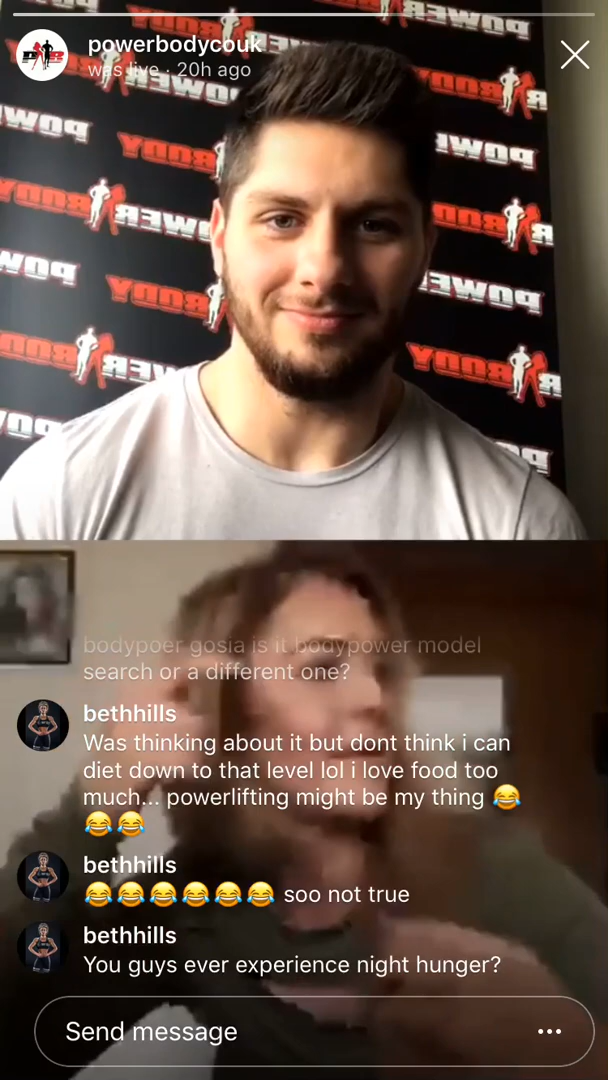 powerbodycouk
was live · 20h ago
bodypoer gosia is it bodypower model
search or a different one?
bethhills
Was thinking about it but dont think i can
diet down to that level lol i love food too
much... powerlifting might be my thing 😂
😂😂
bethhills
😂😂😂😂😂😂 soo not true
bethhills
You guys ever experience night hunger?
Send message
POWER
BODY